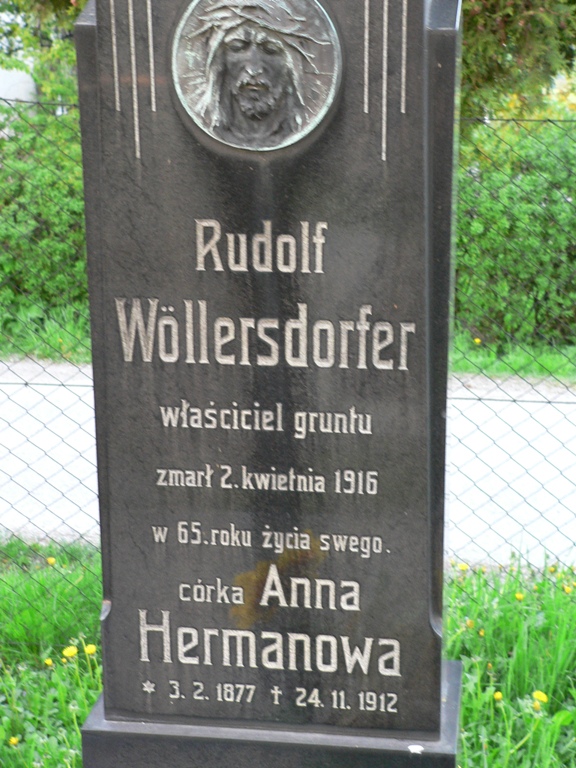 Rudolf
Wöllersdorfer
właściciel gruntu
zmarł 2. kwietnia 1916
w 65. roku życia swego.
córka Anna
Hermanowa
* 3. 2. 1877 † 24. 11. 1912